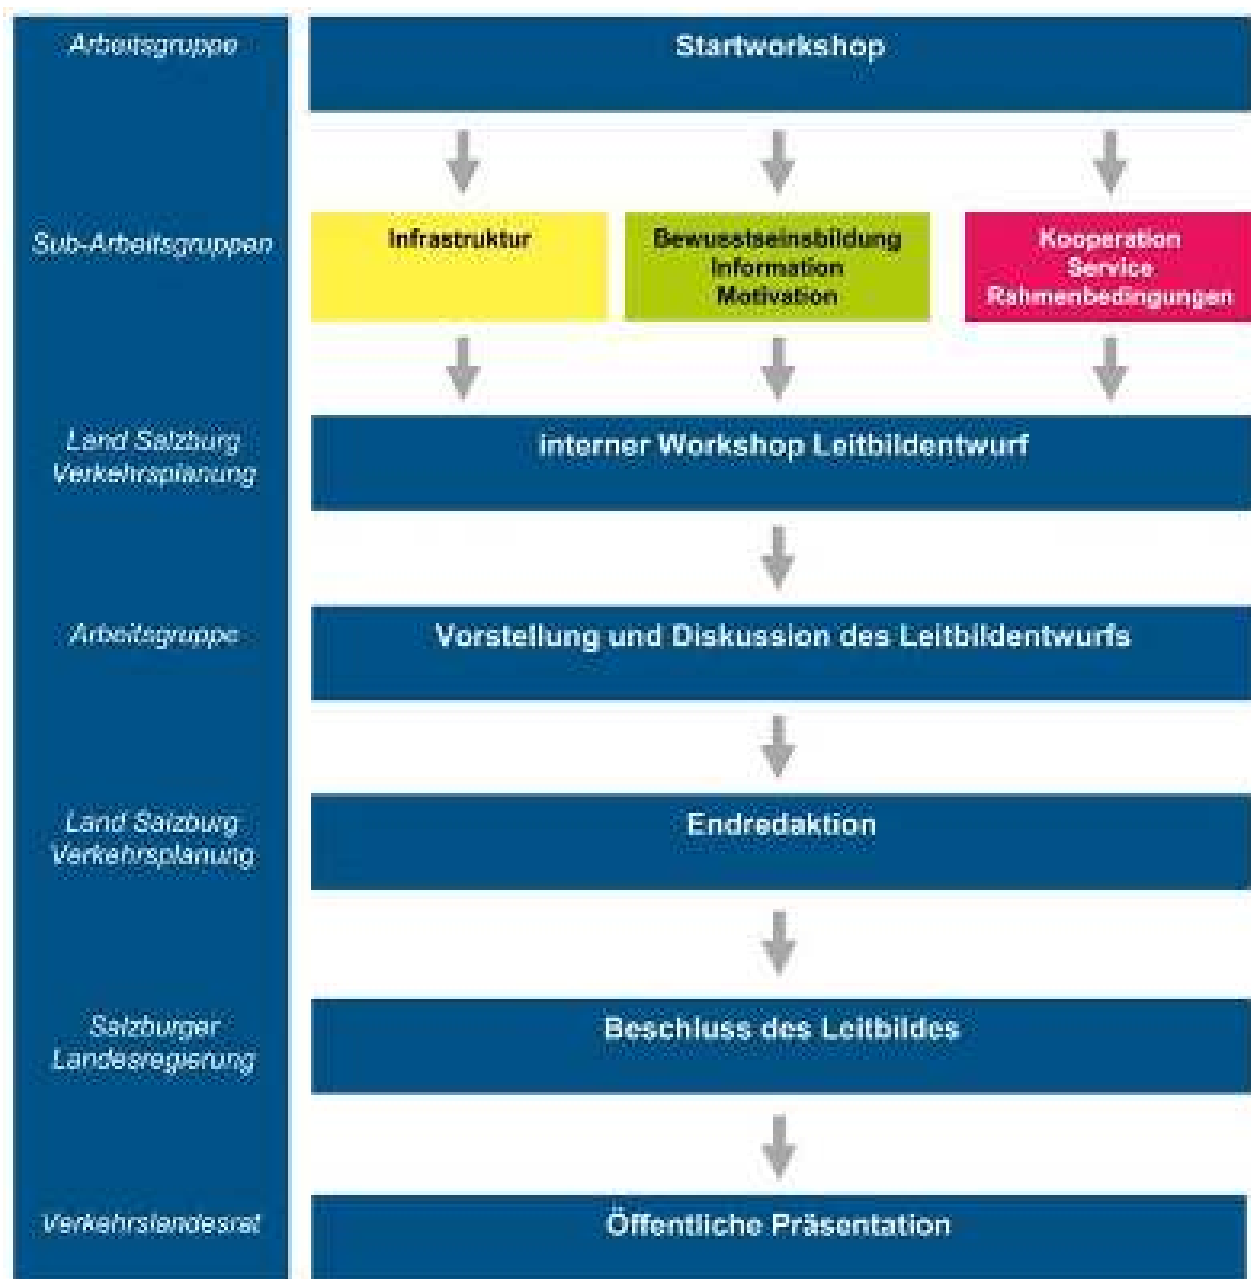 Arbeitsgruppe
Startworkshop
Sub-Arbeitsgruppen
Infrastruktur
Bewusstseinsbildung
Information
Motivation
Kooperation
Service
Rahmenbedingungen
Land Salzburg
Verkehrsplanung
interner Workshop Leitbildentwurf
Arbeitsgruppe
Vorstellung und Diskussion des Leitbildentwurfs
Land Salzburg
Verkehrsplanung
Endredaktion
Salzburger
Landesregierung
Beschluss des Leitbildes
Verkehrslandesrat
Öffentliche Präsentation